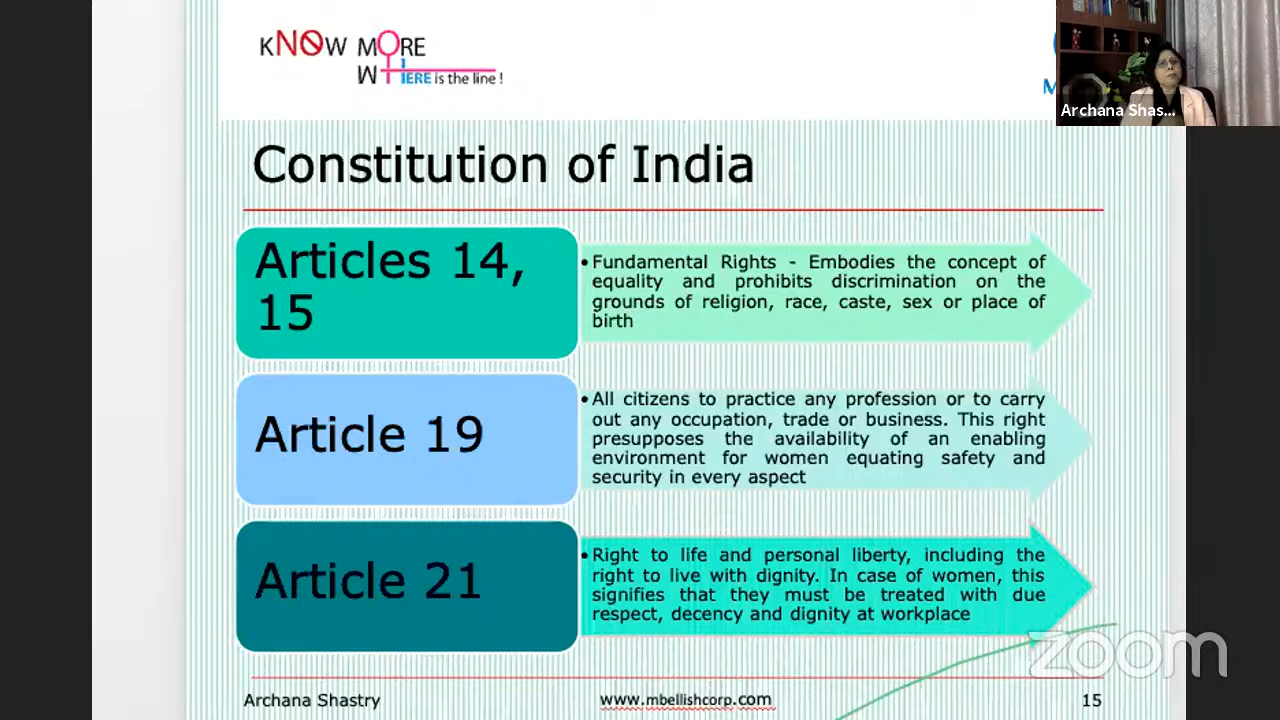 KNOW MORE
WHERE is the line !
M
Archana Shas...
Constitution of India
Articles 14,
15
•Fundamental Rights - Embodies the concept of
equality and prohibits discrimination on the
grounds of religion, race, caste, sex or place of
birth
Article 19
•All citizens to practice any profession or to carry
out any occupation, trade or business. This right
presupposes the availability of an enabling
environment for women equating safety and
security in every aspect
Article 21
•Right to life and personal liberty, including the
right to live with dignity. In case of women, this
signifies that they must be treated with due
respect, decency and dignity at workplace
zoom
Archana Shastry
www.mbellishcorp.com
15